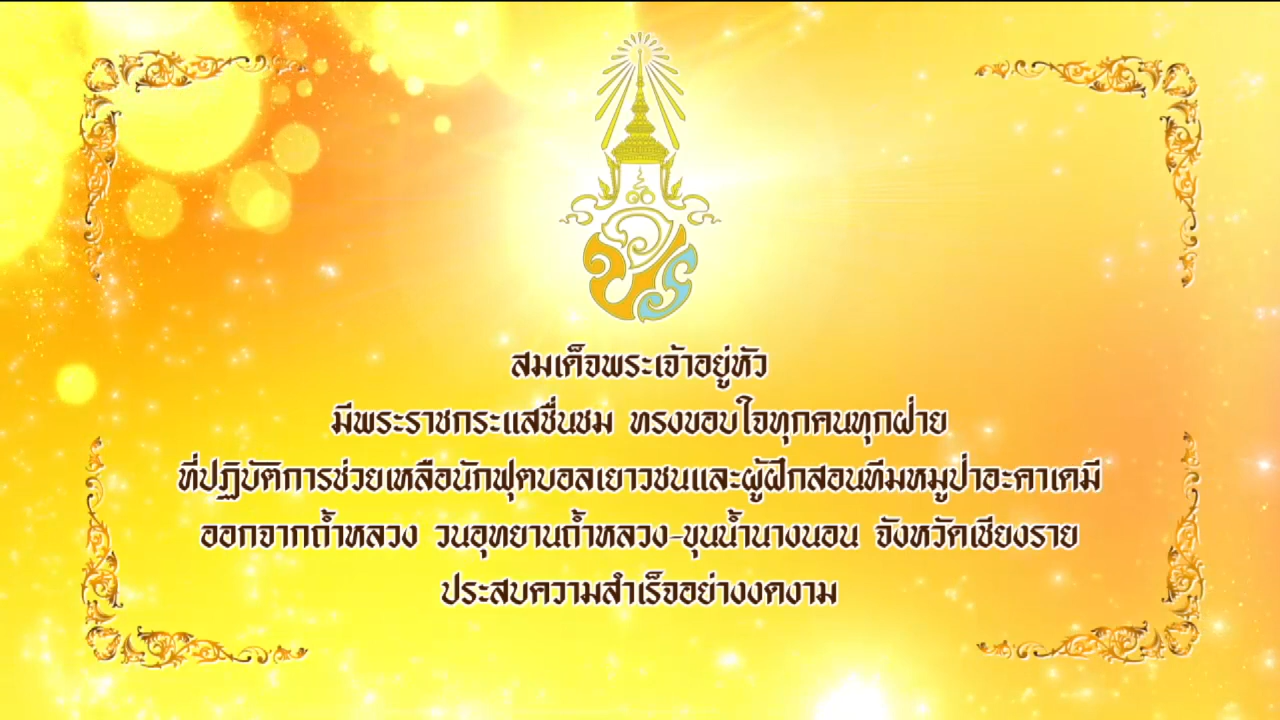 สมเด็จพระเจ้าอยู่หัว
มีพระราชกระแสชื่นชม ทรงขอบใจทุกคนทุกฝ่าย
ที่ปฏิบัติการช่วยเหลือนักฟุตบอลเยาวชนและผู้ฝึกสอนทีมหมูป่าอะคาเดมี
ออกจากถ้ำหลวง วนอุทยานถ้ำหลวง-ขุนน้ำนางนอน จังหวัดเชียงราย
ประสบความสำเร็จอย่างงดงาม